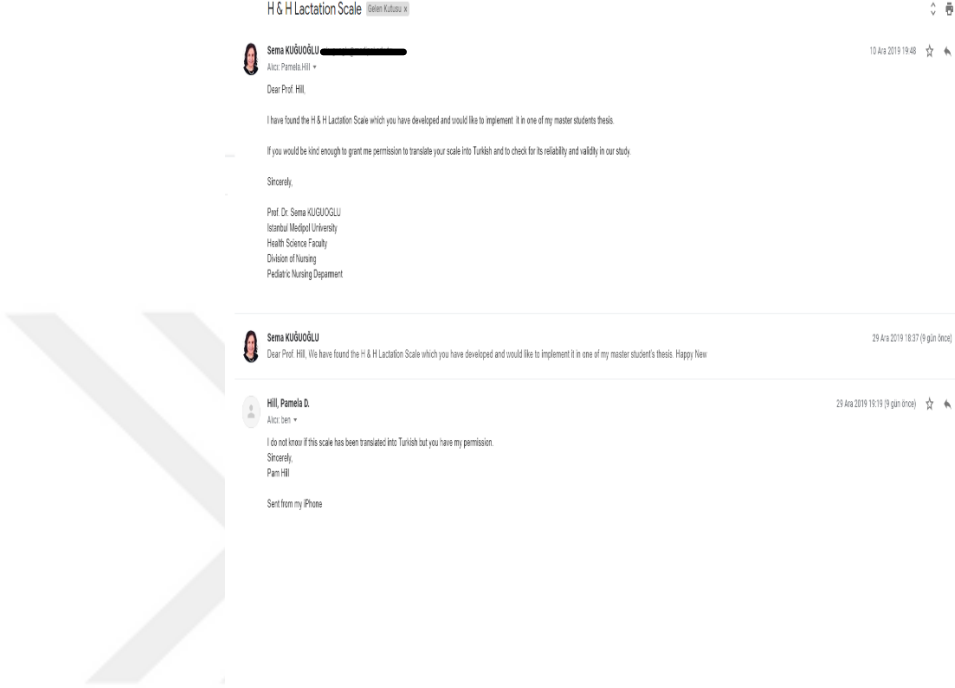 H & H Lactation Scale Gelen Kutusu x
Sema KUĞUOĞLU
10 Ara 2019 19:48
Alıcı: Pamela.Hill
Dear Prof. Hill,
I have found the H & H Lactation Scale which you have developed and would like to implement it in one of my master students thesis.
If you would be kind enough to grant me permission to translate your scale into Turkish and to check for its reliability and validity in our study.
Sincerely,
Prof. Dr. Sema KUGUOGLU
Istanbul Medipol University
Health Science Faculty
Division of Nursing
Pediatric Nursing Deparment
Sema KUĞUOĞLU
29 Ara 2019 18:37 (9 gün önce)
Dear Prof. Hill, We have found the H & H Lactation Scale which you have developed and would like to implement it in one of my master student's thesis. Happy New
Hill, Pamela D.
29 Ara 2019 19:19 (9 gün önce)
Alıcı: ben
I do not know if this scale has been translated into Turkish but you have my permission.
Sincerely,
Pam Hill
Sent from my iPhone